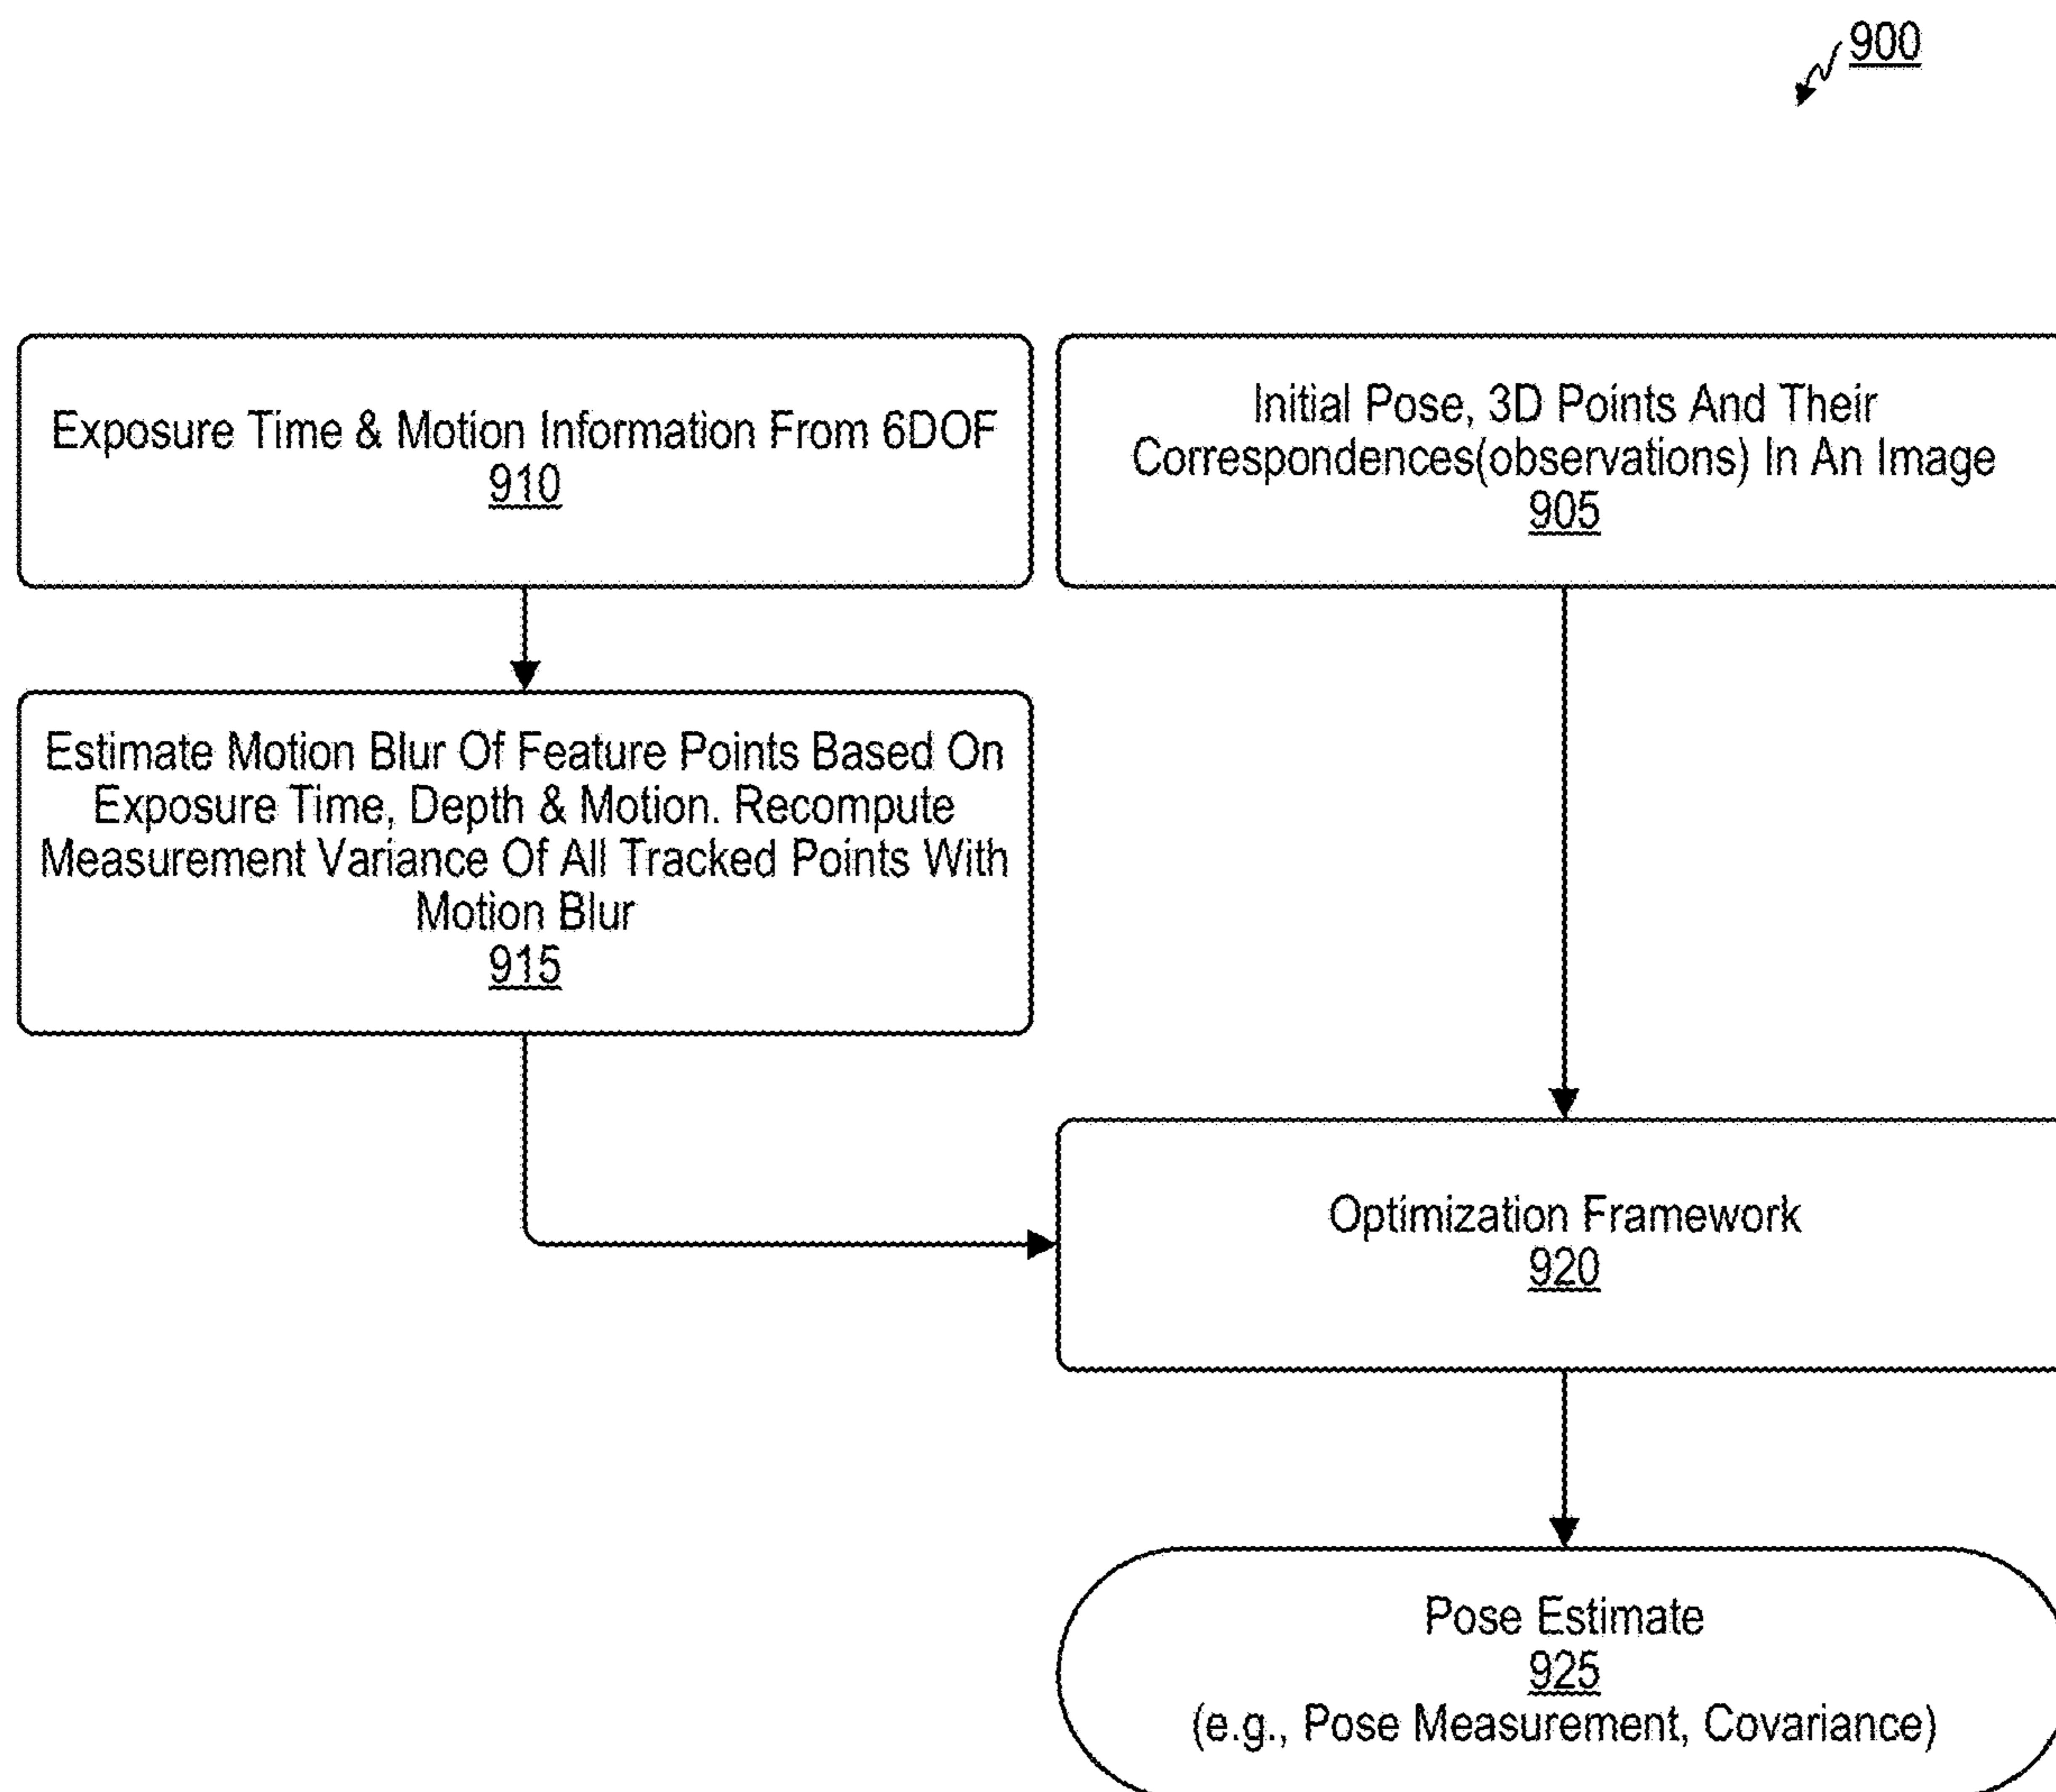 900
Exposure Time & Motion Information From 6DOF
910
Initial Pose, 3D Points And Their
Correspondences(observations) In An Image
905
Estimate Motion Blur Of Feature Points Based On
Exposure Time, Depth & Motion. Recompute
Measurement Variance Of All Tracked Points With
Motion Blur
915
Optimization Framework
920
Pose Estimate
925
(e.g., Pose Measurement, Covariance)